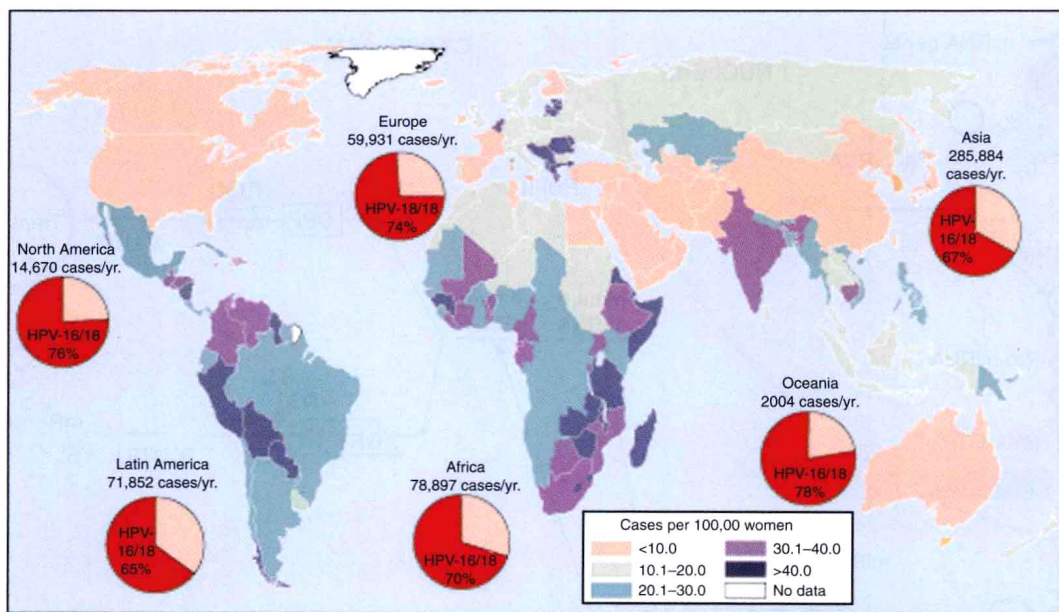 Europe
59,931 cases/yr.
HPV-18/18
74%
Asia
285,884
cases/yr.
HPV-
16/18
67%
North America
14,670 cases/yr.
HPV-16/18
76%
Oceania
2004 cases/yr.
HPV-16/18
78%
Latin America
71,852 cases/yr.
HPV-
16/18
65%
Africa
78,897 cases/yr.
HPV-16/18
70%
Cases per 100,00 women
<10.0
10.1–20.0
20.1–30.0
30.1–40.0
>40.0
No data